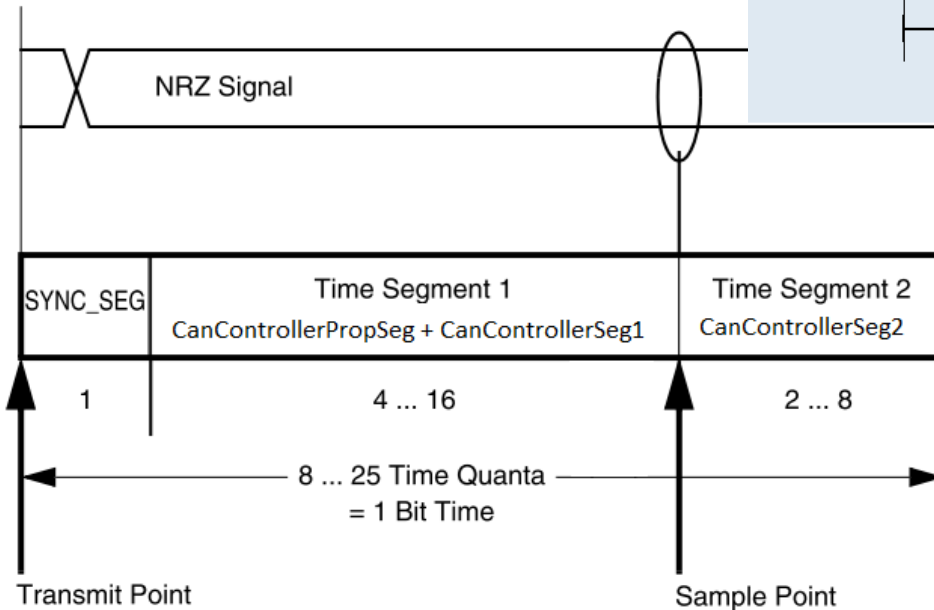 NRZ Signal
SYNC_SEG
Time Segment 1
CanControllerPropSeg + CanControllerSeg1
Time Segment 2
CanControllerSeg2
1
4 ... 16
2 ... 8
8 ... 25 Time Quanta
= 1 Bit Time
Transmit Point
Sample Point